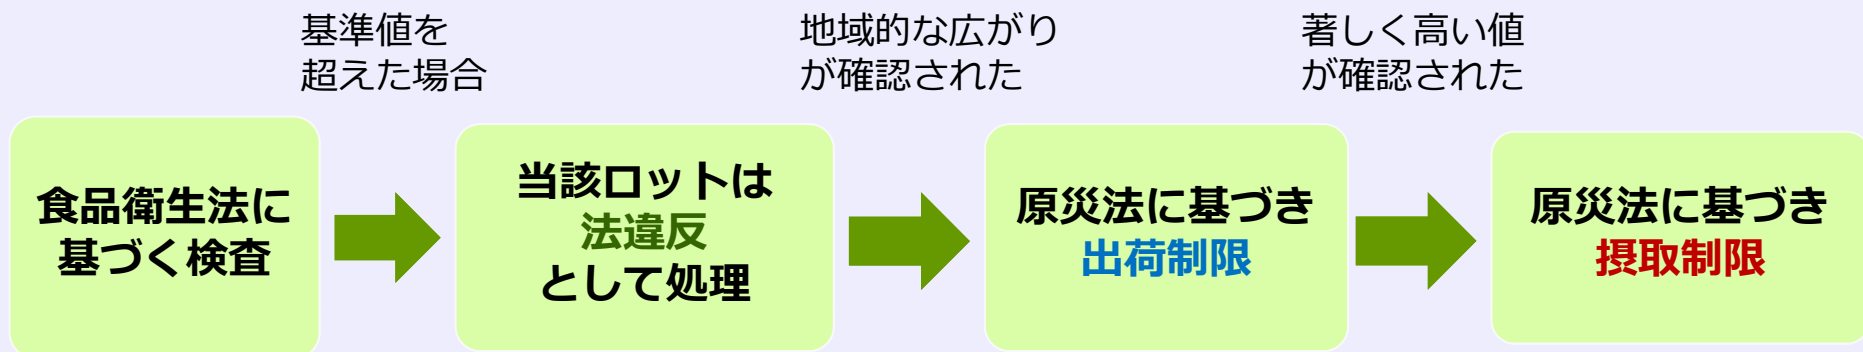 基準値を
超えた場合
地域的な広がり
が確認された
著しく高い値
が確認された
食品衛生法に
基づく検査
当該ロットは
法違反
として処理
原災法に基づき
出荷制限
原災法に基づき
摂取制限